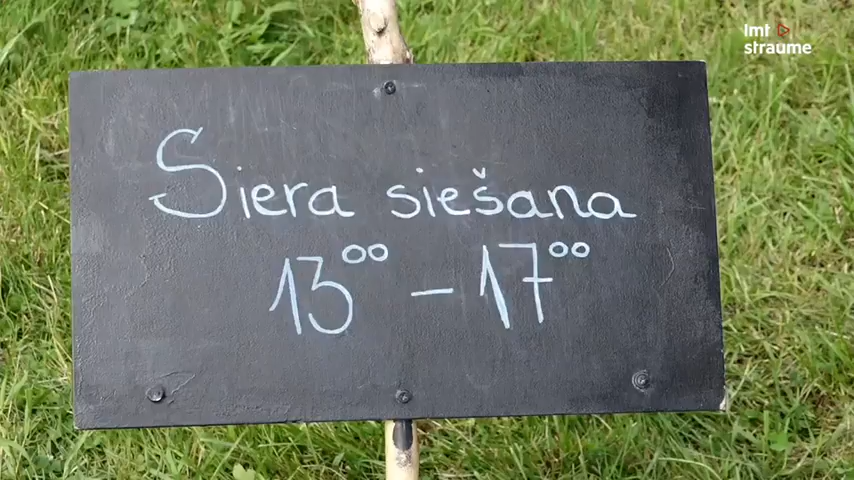 lmt
straume
Siera siešana
13⁰⁰ – 17⁰⁰